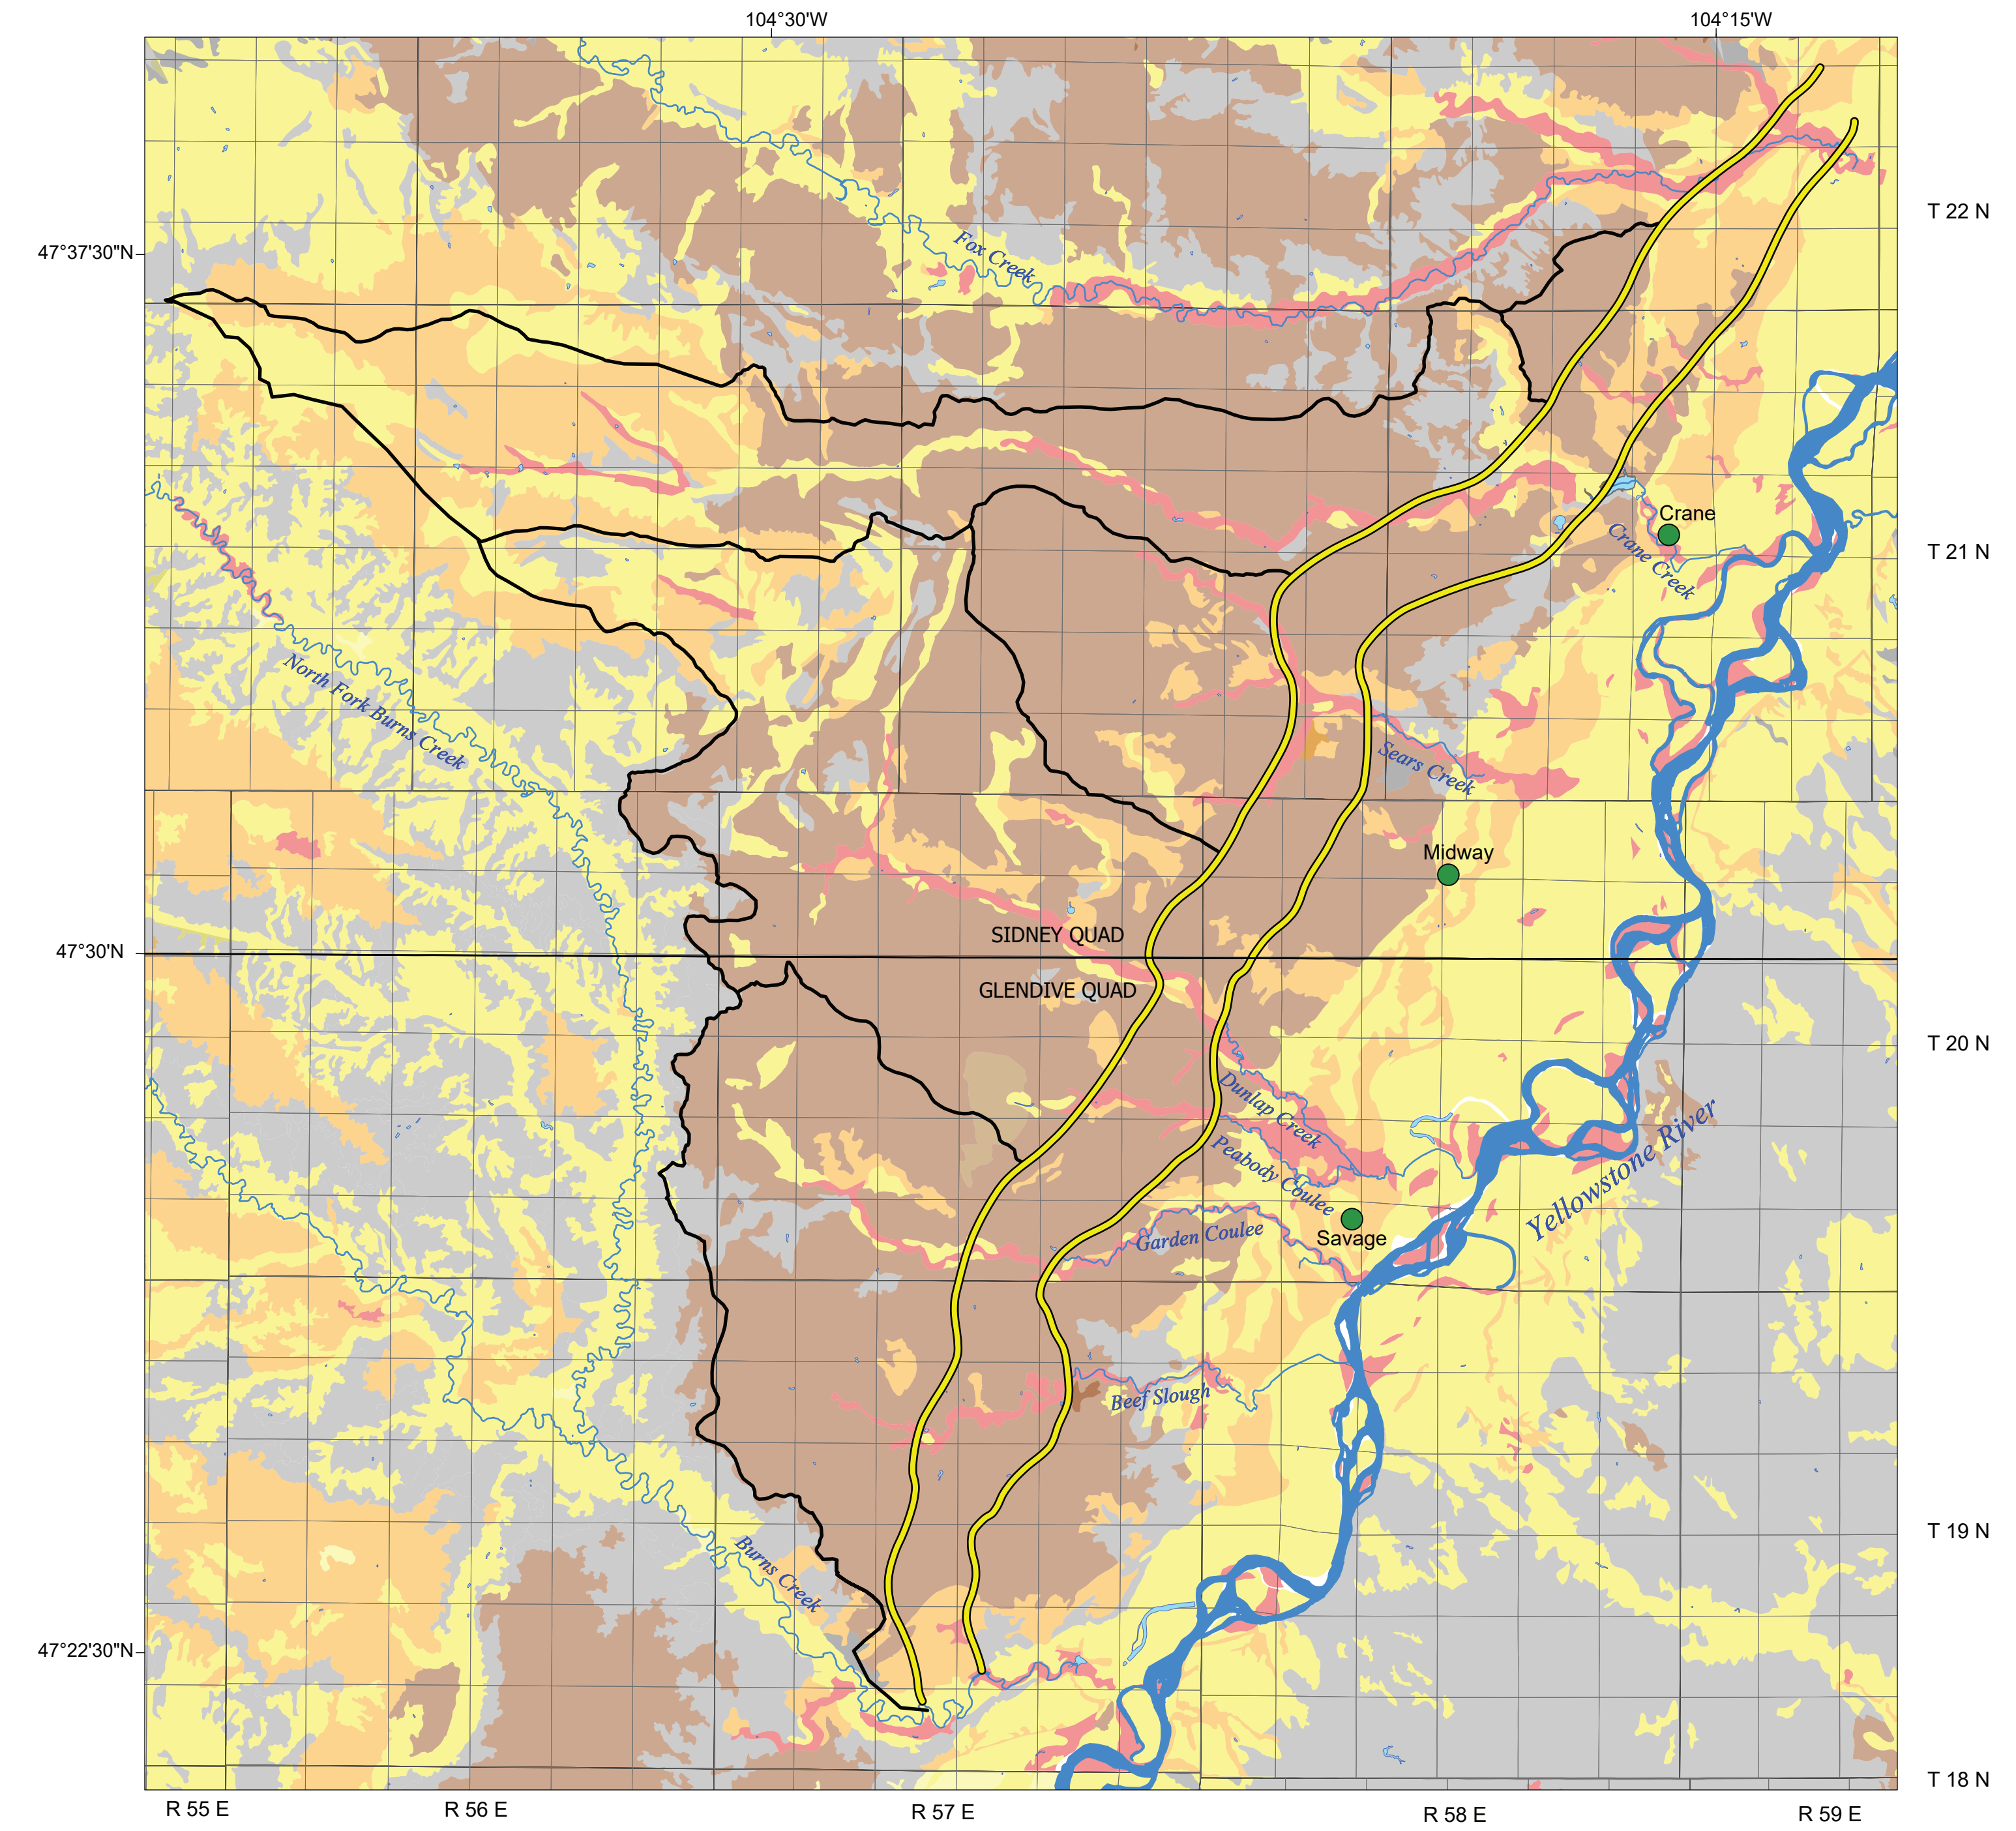 104°30'W
104°15'W
T 22 N
Fox Creek
47°37'30"N
Crane
Crane Creek
T 21 N
North Fork Burns Creek
Sears Creek
Midway
SIDNEY QUAD
47°30'N
GLENDIVE QUAD
T 20 N
Dunlap Creek
Peabody Coulee
Yellowstone River
Garden Coulee
Savage
Beef Slough
T 19 N
Burns Creek
47°22'30"N
T 18 N
R 55 E
R 56 E
R 57 E
R 58 E
R 59 E